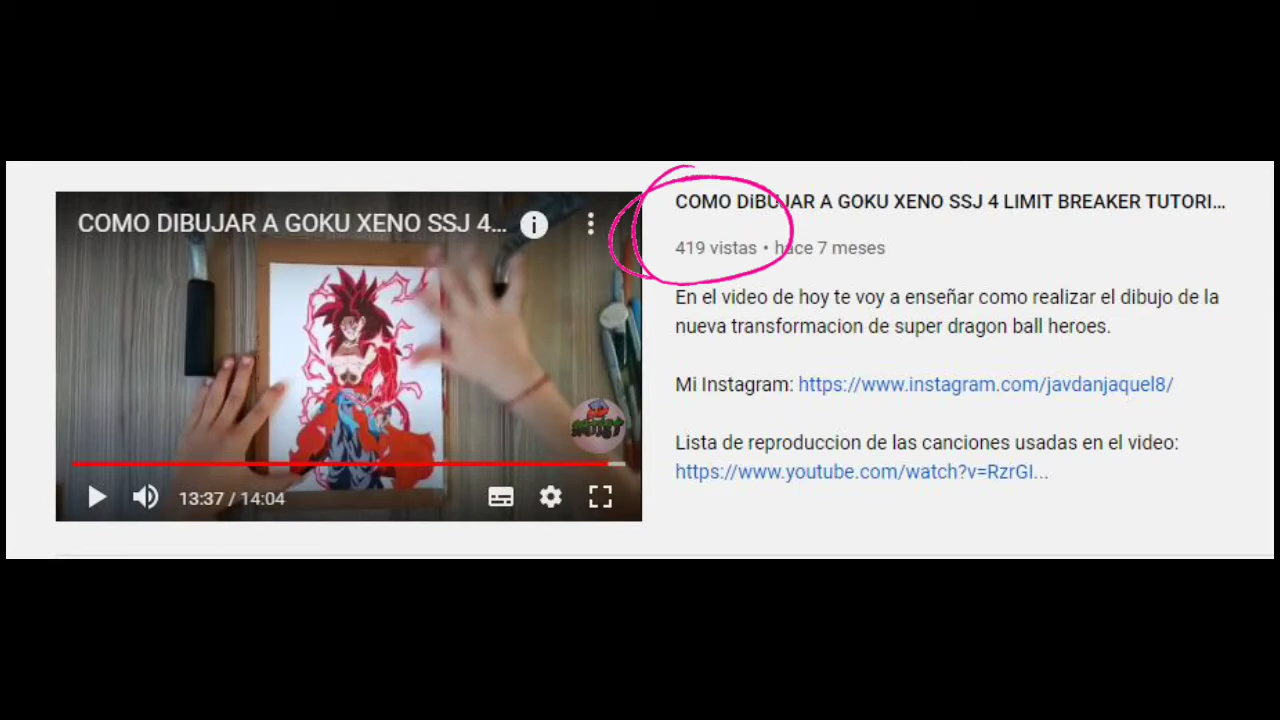 COMO DIBUJAR A GOKU XENO SSJ 4...
13:37 / 14:04
COMO DiBUJAR A GOKU XENO SSJ 4 LIMIT BREAKER TUTORI...
419 vistas • hace 7 meses
En el video de hoy te voy a enseñar como realizar el dibujo de la
nueva transformacion de super dragon ball heroes.
Mi Instagram: https://www.instagram.com/javdanjaquel8/
Lista de reproduccion de las canciones usadas en el video:
https://www.youtube.com/watch?v=RzrGI...